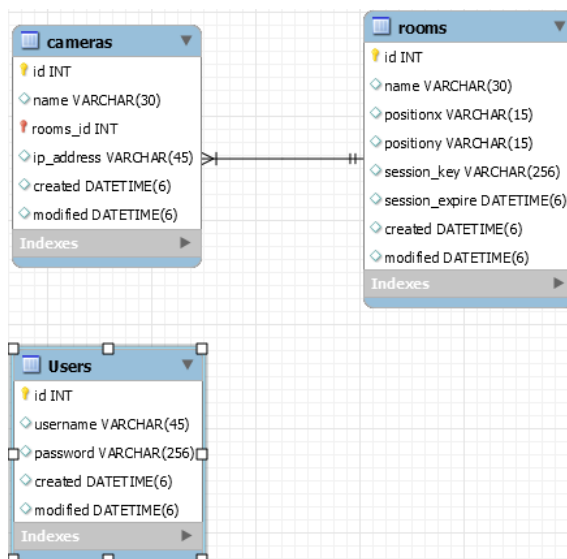 cameras
id INT
name VARCHAR(30)
rooms_id INT
ip_address VARCHAR(45)
created DATETIME(6)
modified DATETIME(6)
Indexes
rooms
id INT
name VARCHAR(30)
positionx VARCHAR(15)
positiony VARCHAR(15)
session_key VARCHAR(256)
session_expire DATETIME(6)
created DATETIME(6)
modified DATETIME(6)
Indexes
Users
id INT
username VARCHAR(45)
password VARCHAR(256)
created DATETIME(6)
modified DATETIME(6)
Indexes